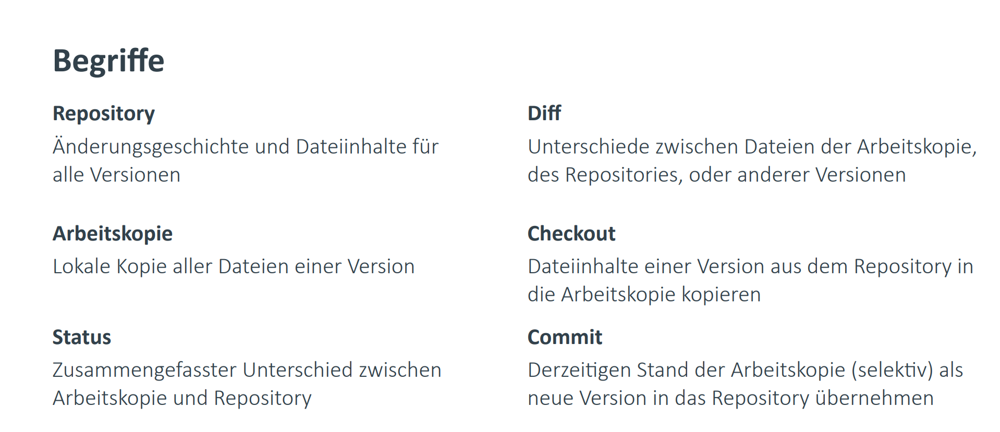 Begriffe
Repository
Änderungsgeschichte und Dateiinhalte für
alle Versionen
Arbeitskopie
Lokale Kopie aller Dateien einer Version
Status
Zusammengefasster Unterschied zwischen
Arbeitskopie und Repository
Diff
Unterschiede zwischen Dateien der Arbeitskopie,
des Repositories, oder anderer Versionen
Checkout
Dateiinhalte einer Version aus dem Repository in
die Arbeitskopie kopieren
Commit
Derzeitigen Stand der Arbeitskopie (selektiv) als
neue Version in das Repository übernehmen